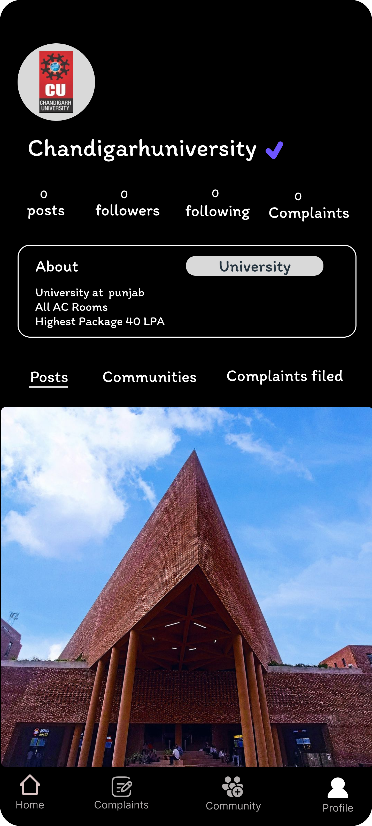 CU
CHANDIGARH
UNIVERSITY
Chandigarhuniversity
0 0 0 0
posts followers following Complaints
About University
University at punjab
All AC Rooms
Highest Package 40 LPA
Posts Communities Complaints filed
Home Complaints Community Profile